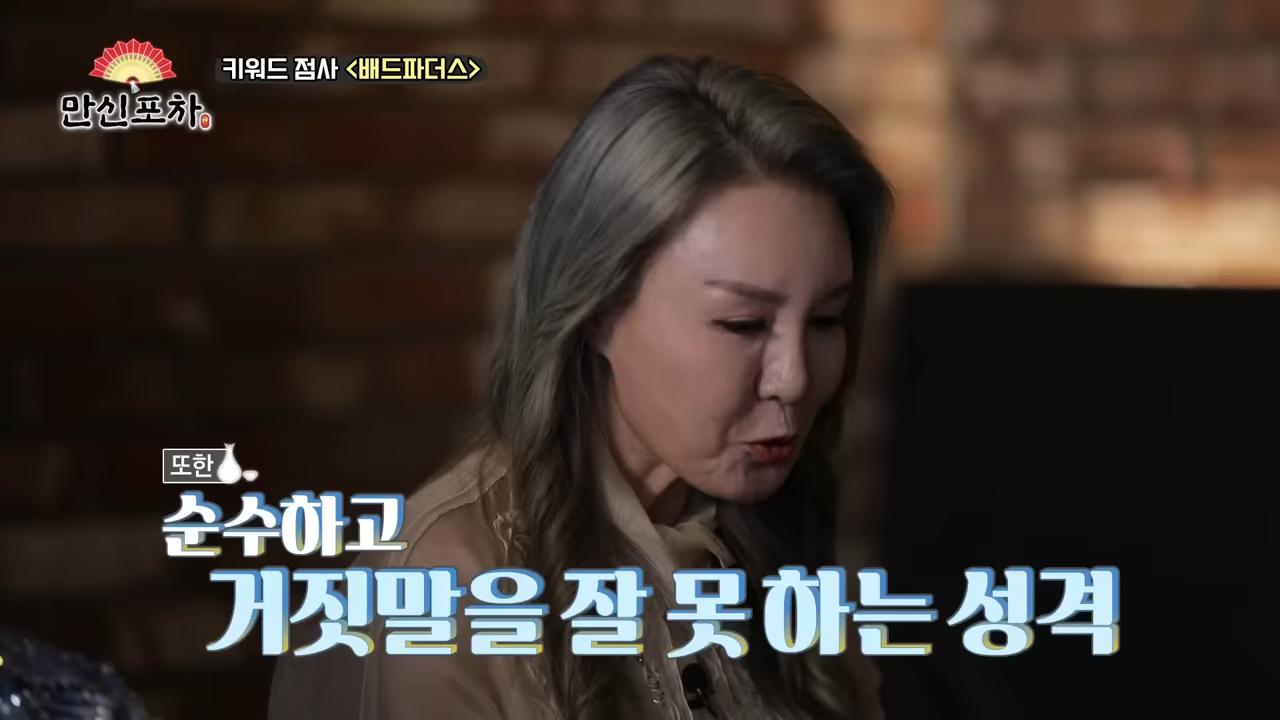 만신포차
키워드 점사 <배드파더스>
또한
순수하고
거짓말을 잘 못 하는 성격